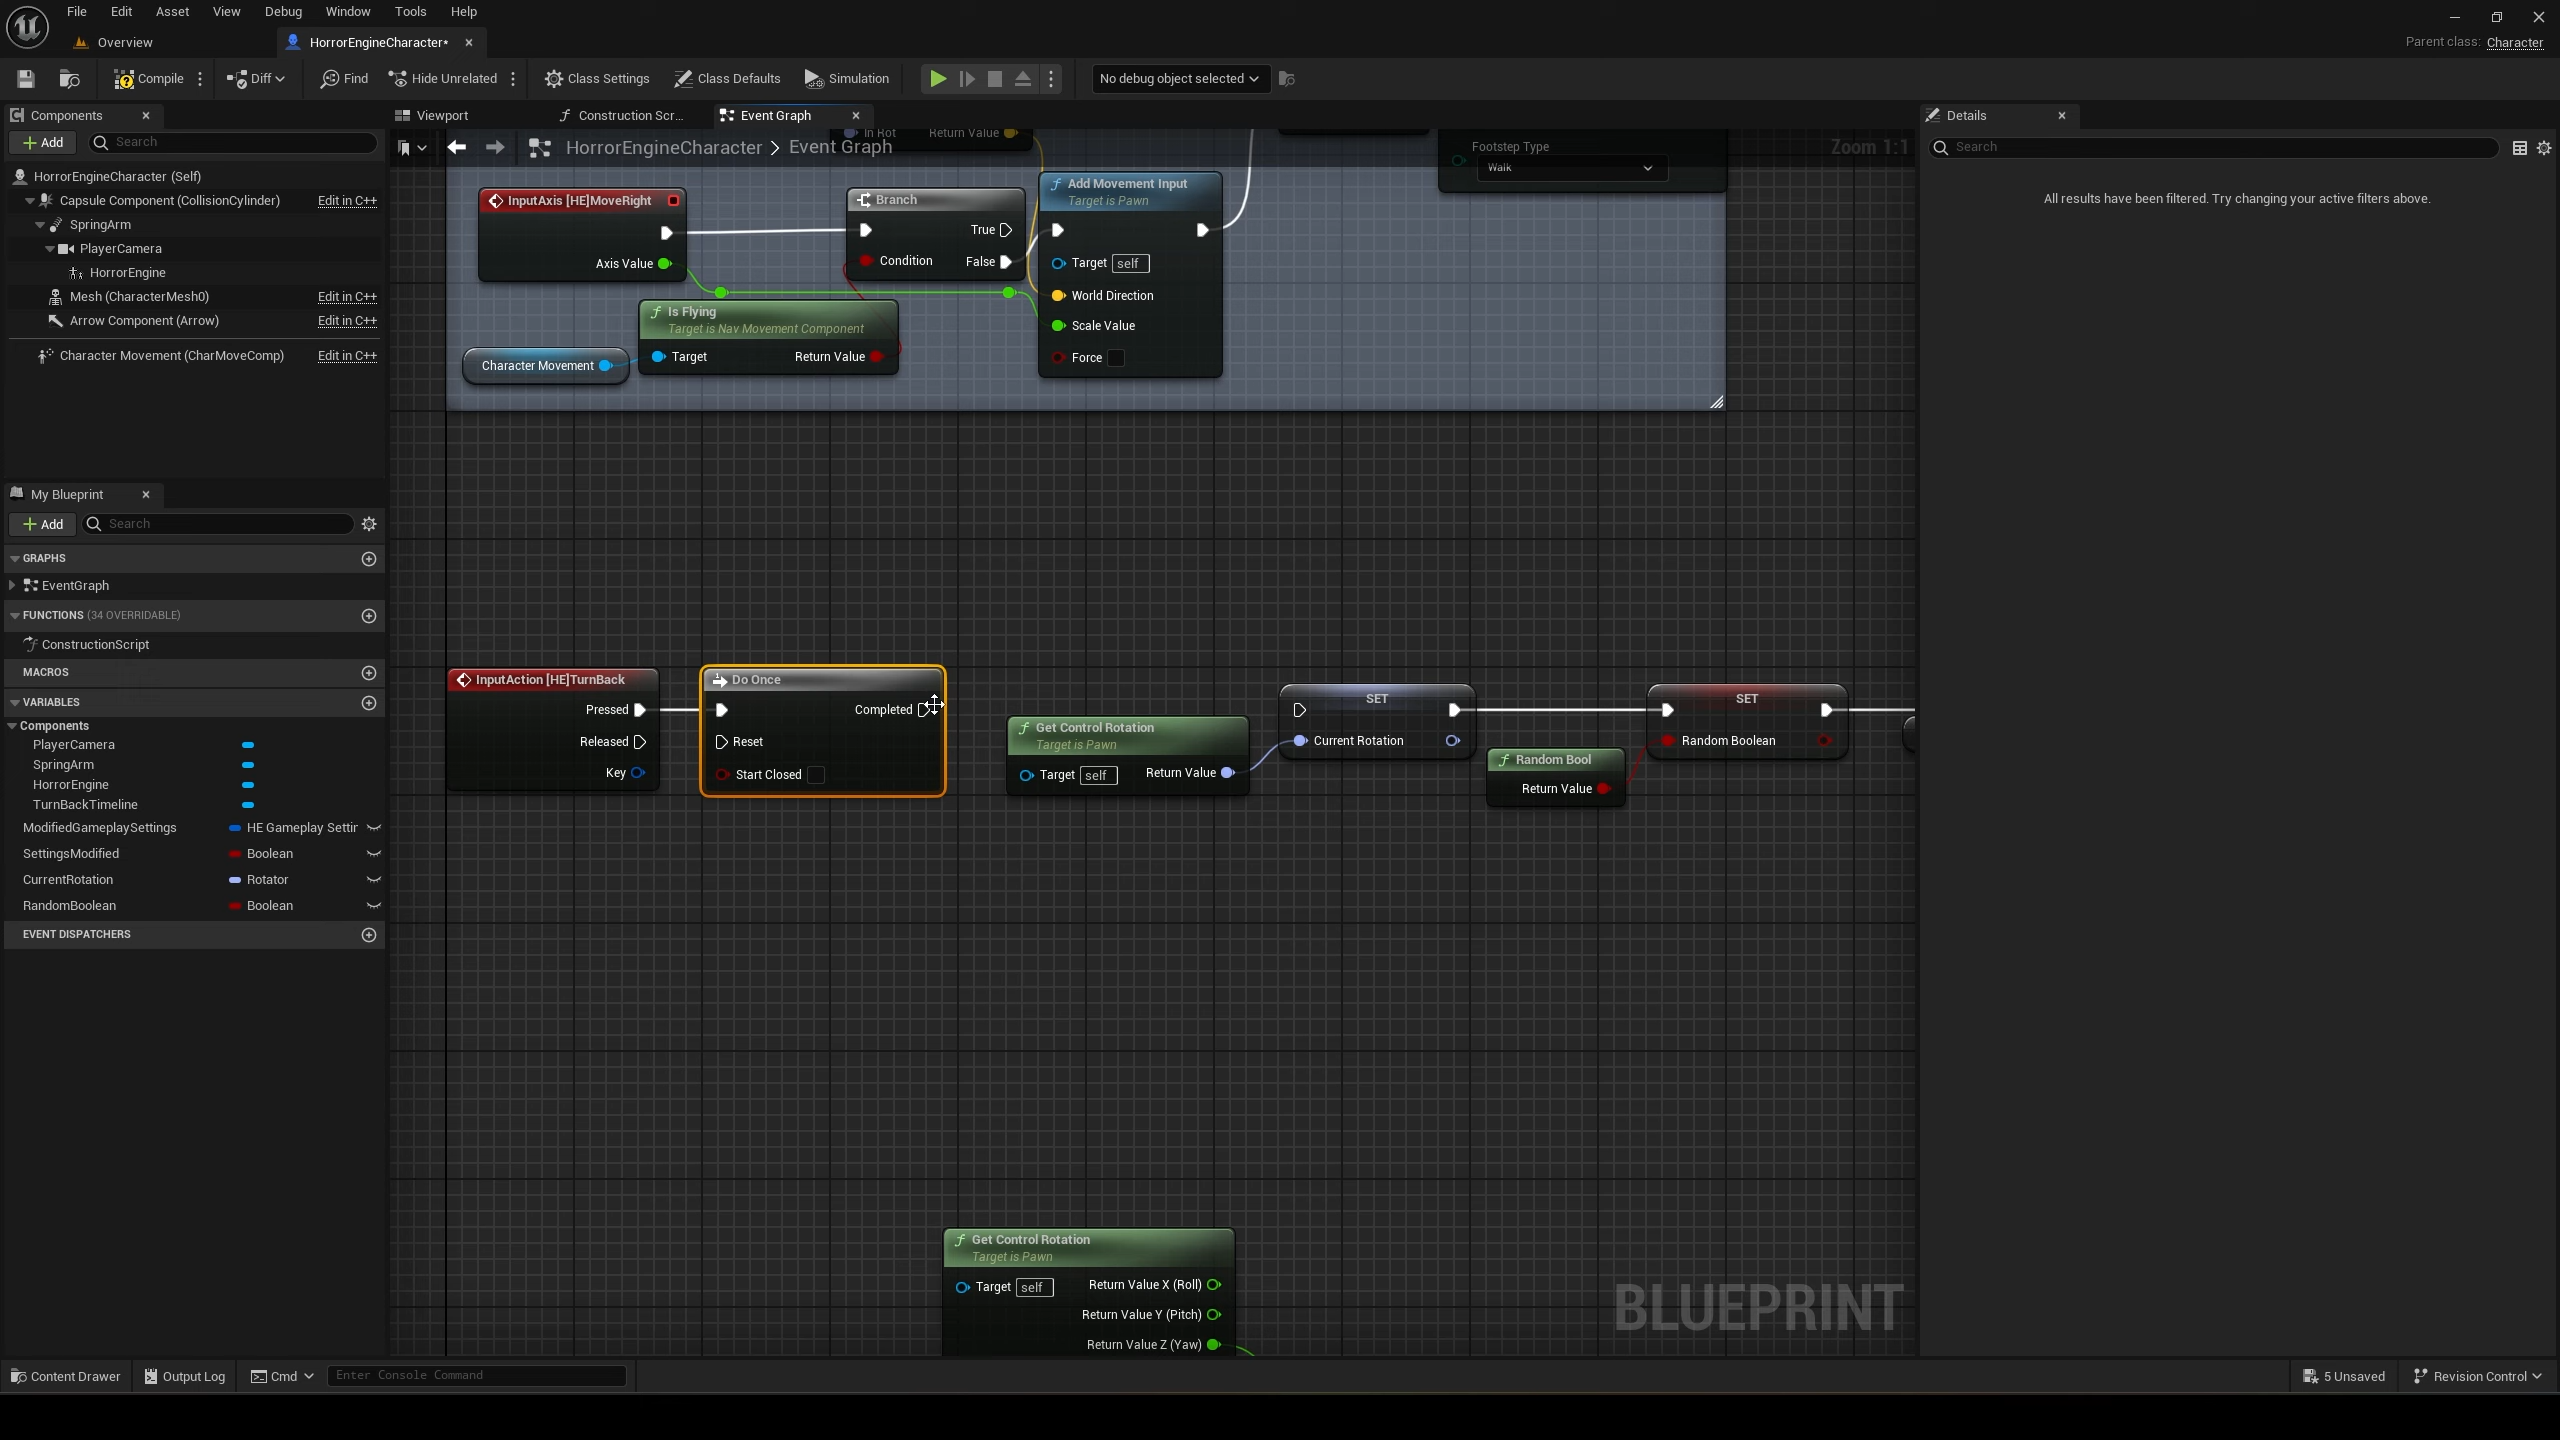 File Edit Asset View Debug Window Tools Help
Overview
HorrorEngineCharacter*
Parent class: Character
Compile
Diff
Find
Hide Unrelated
Class Settings
Class Defaults
Simulation
No debug object selected
Components
Add
Search
HorrorEngineCharacter (Self)
Capsule Component (CollisionCylinder) Edit in C++
SpringArm
PlayerCamera
HorrorEngine
Mesh (CharacterMesh0) Edit in C++
Arrow Component (Arrow) Edit in C++
Character Movement (CharMoveComp) Edit in C++
My Blueprint
Add
Search
GRAPHS
EventGraph
FUNCTIONS (34 OVERRIDABLE)
ConstructionScript
MACROS
VARIABLES
Components
PlayerCamera
SpringArm
HorrorEngine
TurnBackTimeline
ModifiedGameplaySettings HE Gameplay Settir
SettingsModified Boolean
CurrentRotation Rotator
RandomBoolean Boolean
EVENT DISPATCHERS
Viewport
Construction Scr...
Event Graph
In Rot Return Value
HorrorEngineCharacter > Event Graph
Zoom 1:1
Footstep Type
Walk
InputAxis [HE]MoveRight
Axis Value
Branch
True
Condition False
Add Movement Input
Target is Pawn
Target self
World Direction
Scale Value
Force
Is Flying
Target is Nav Movement Component
Target Return Value
Character Movement
InputAction [HE]TurnBack
Pressed
Released
Key
Do Once
Completed
Reset
Start Closed
Get Control Rotation
Target is Pawn
Target self Return Value
SET
Current Rotation
Random Bool
Return Value
SET
Random Boolean
Get Control Rotation
Target is Pawn
Target self Return Value X (Roll)
Return Value Y (Pitch)
Return Value Z (Yaw)
BLUEPRINT
Details
Search
All results have been filtered. Try changing your active filters above.
Content Drawer
Output Log
Cmd
Enter Console Command
5 Unsaved
Revision Control